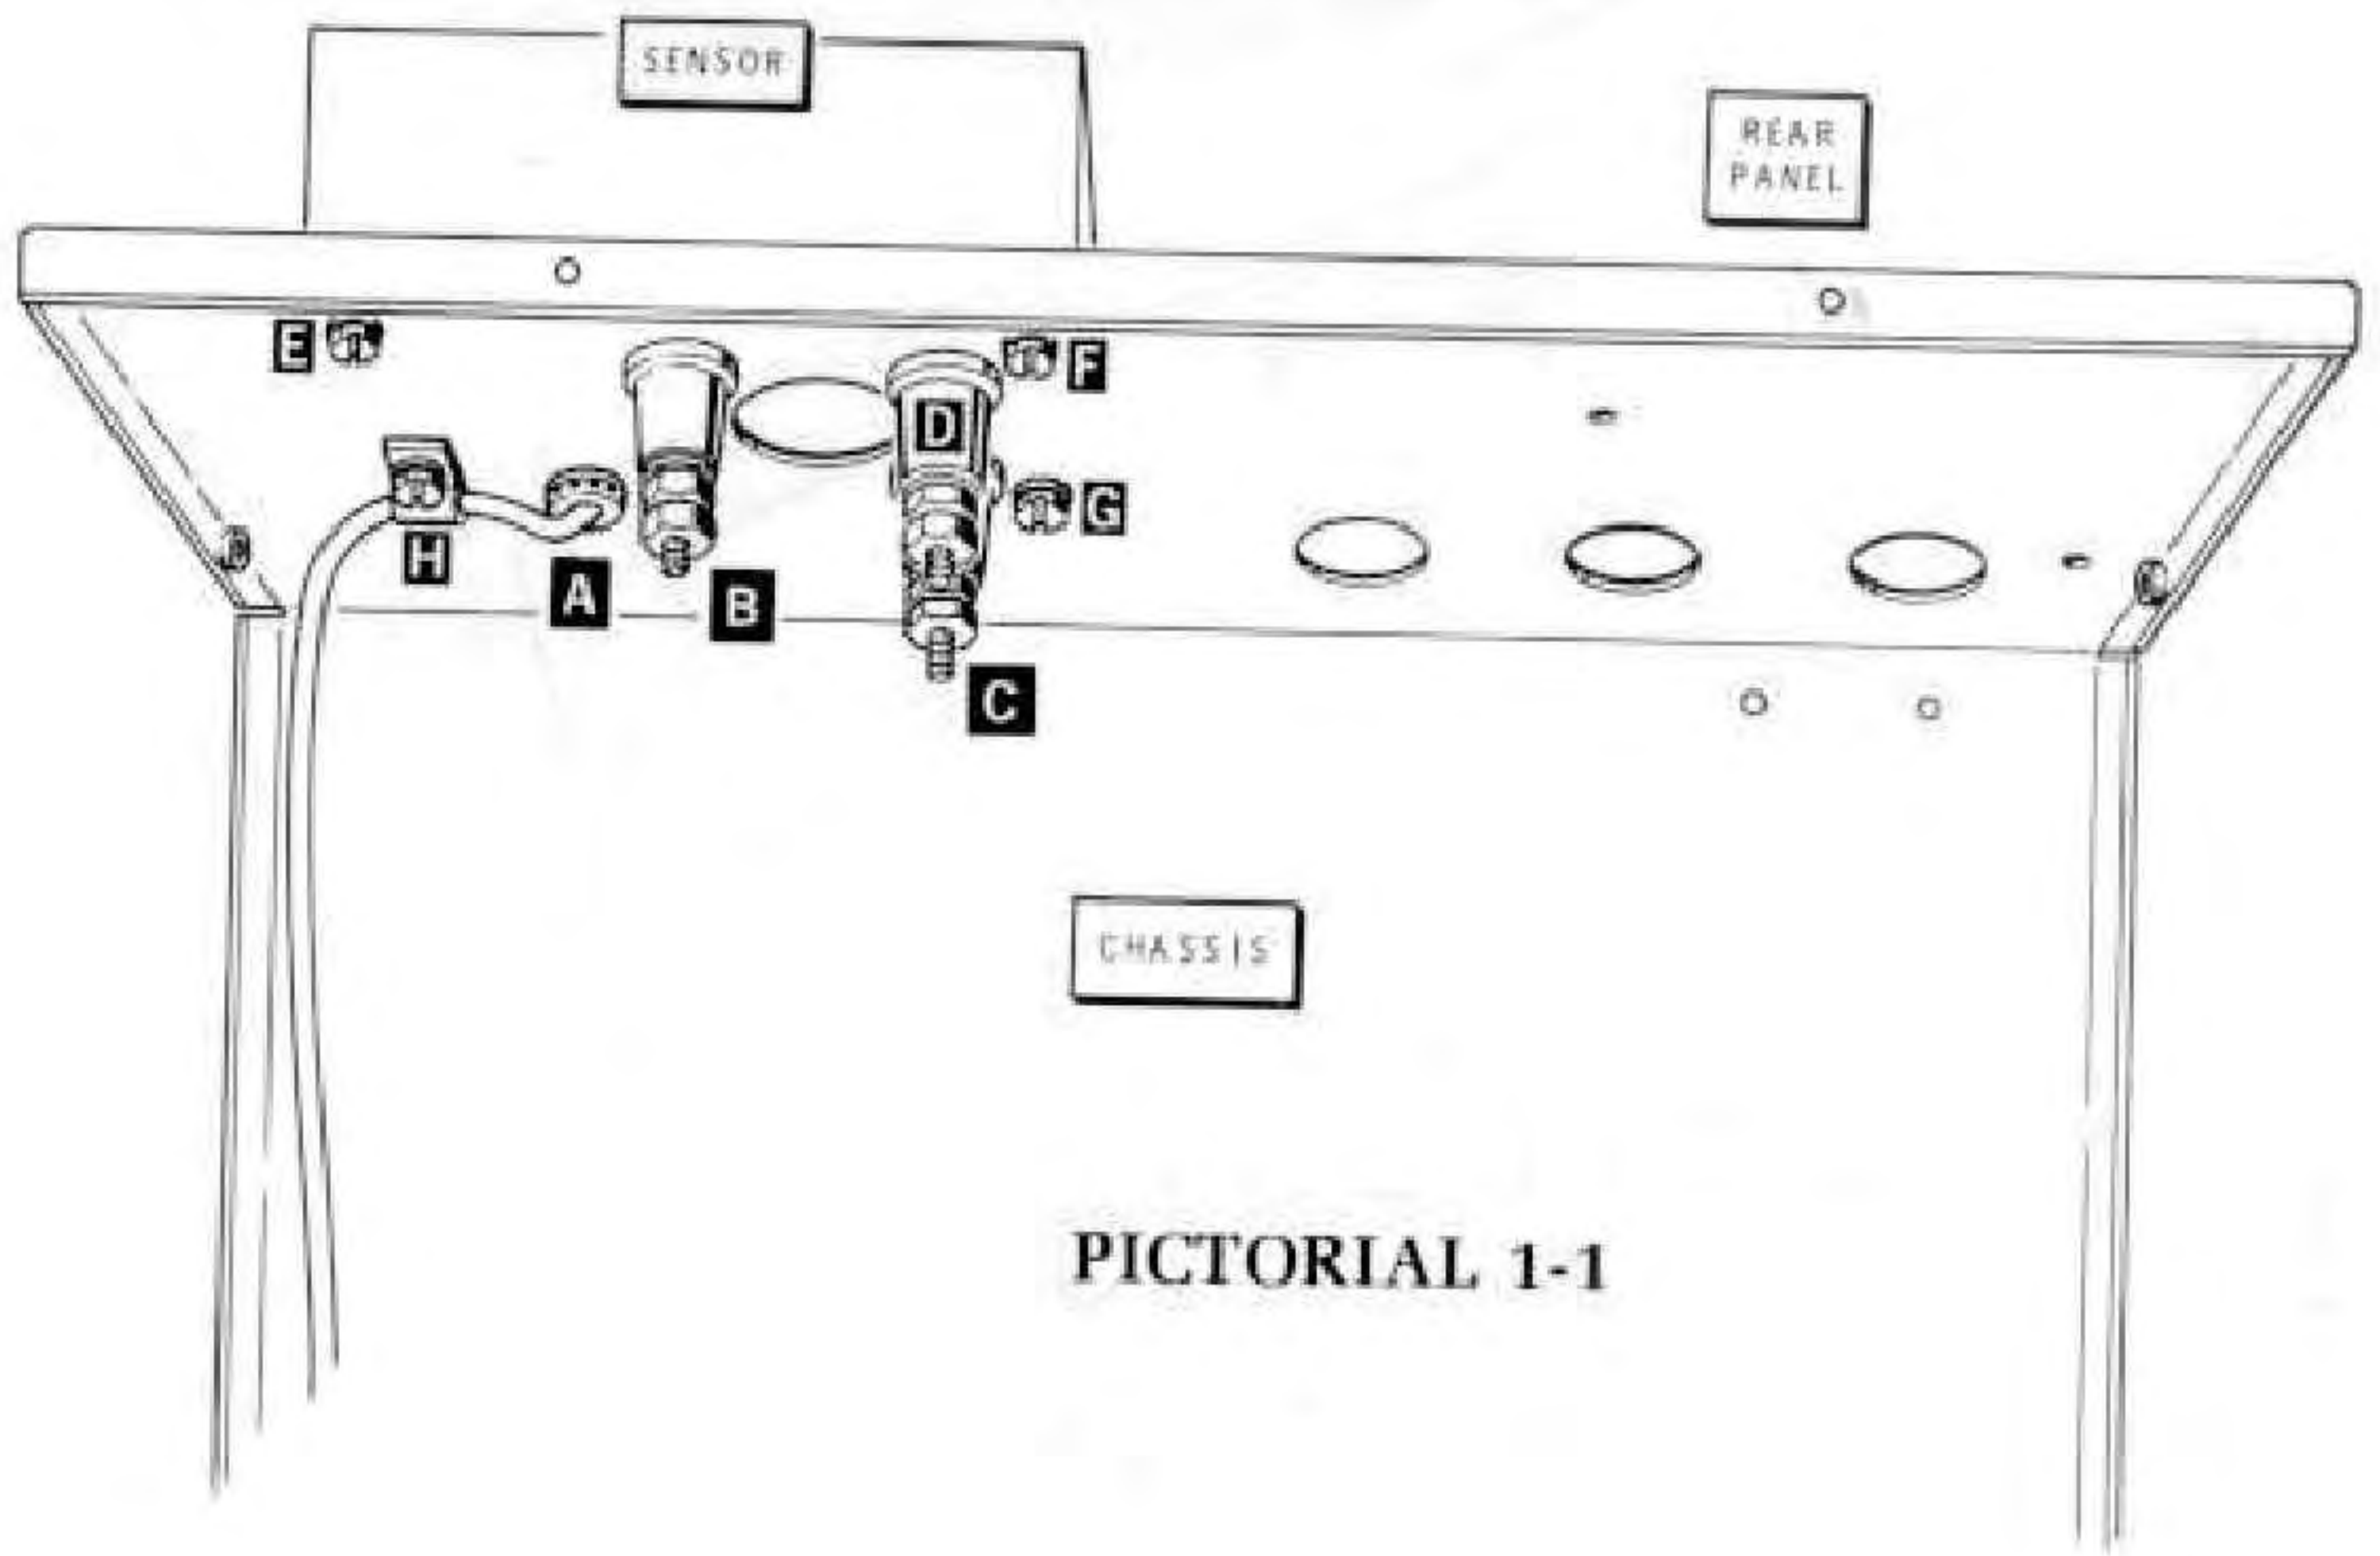 SENSOR
REAR
PANEL
E
F
D
G
H
A
B
C
CHASSIS
PICTORIAL 1-1